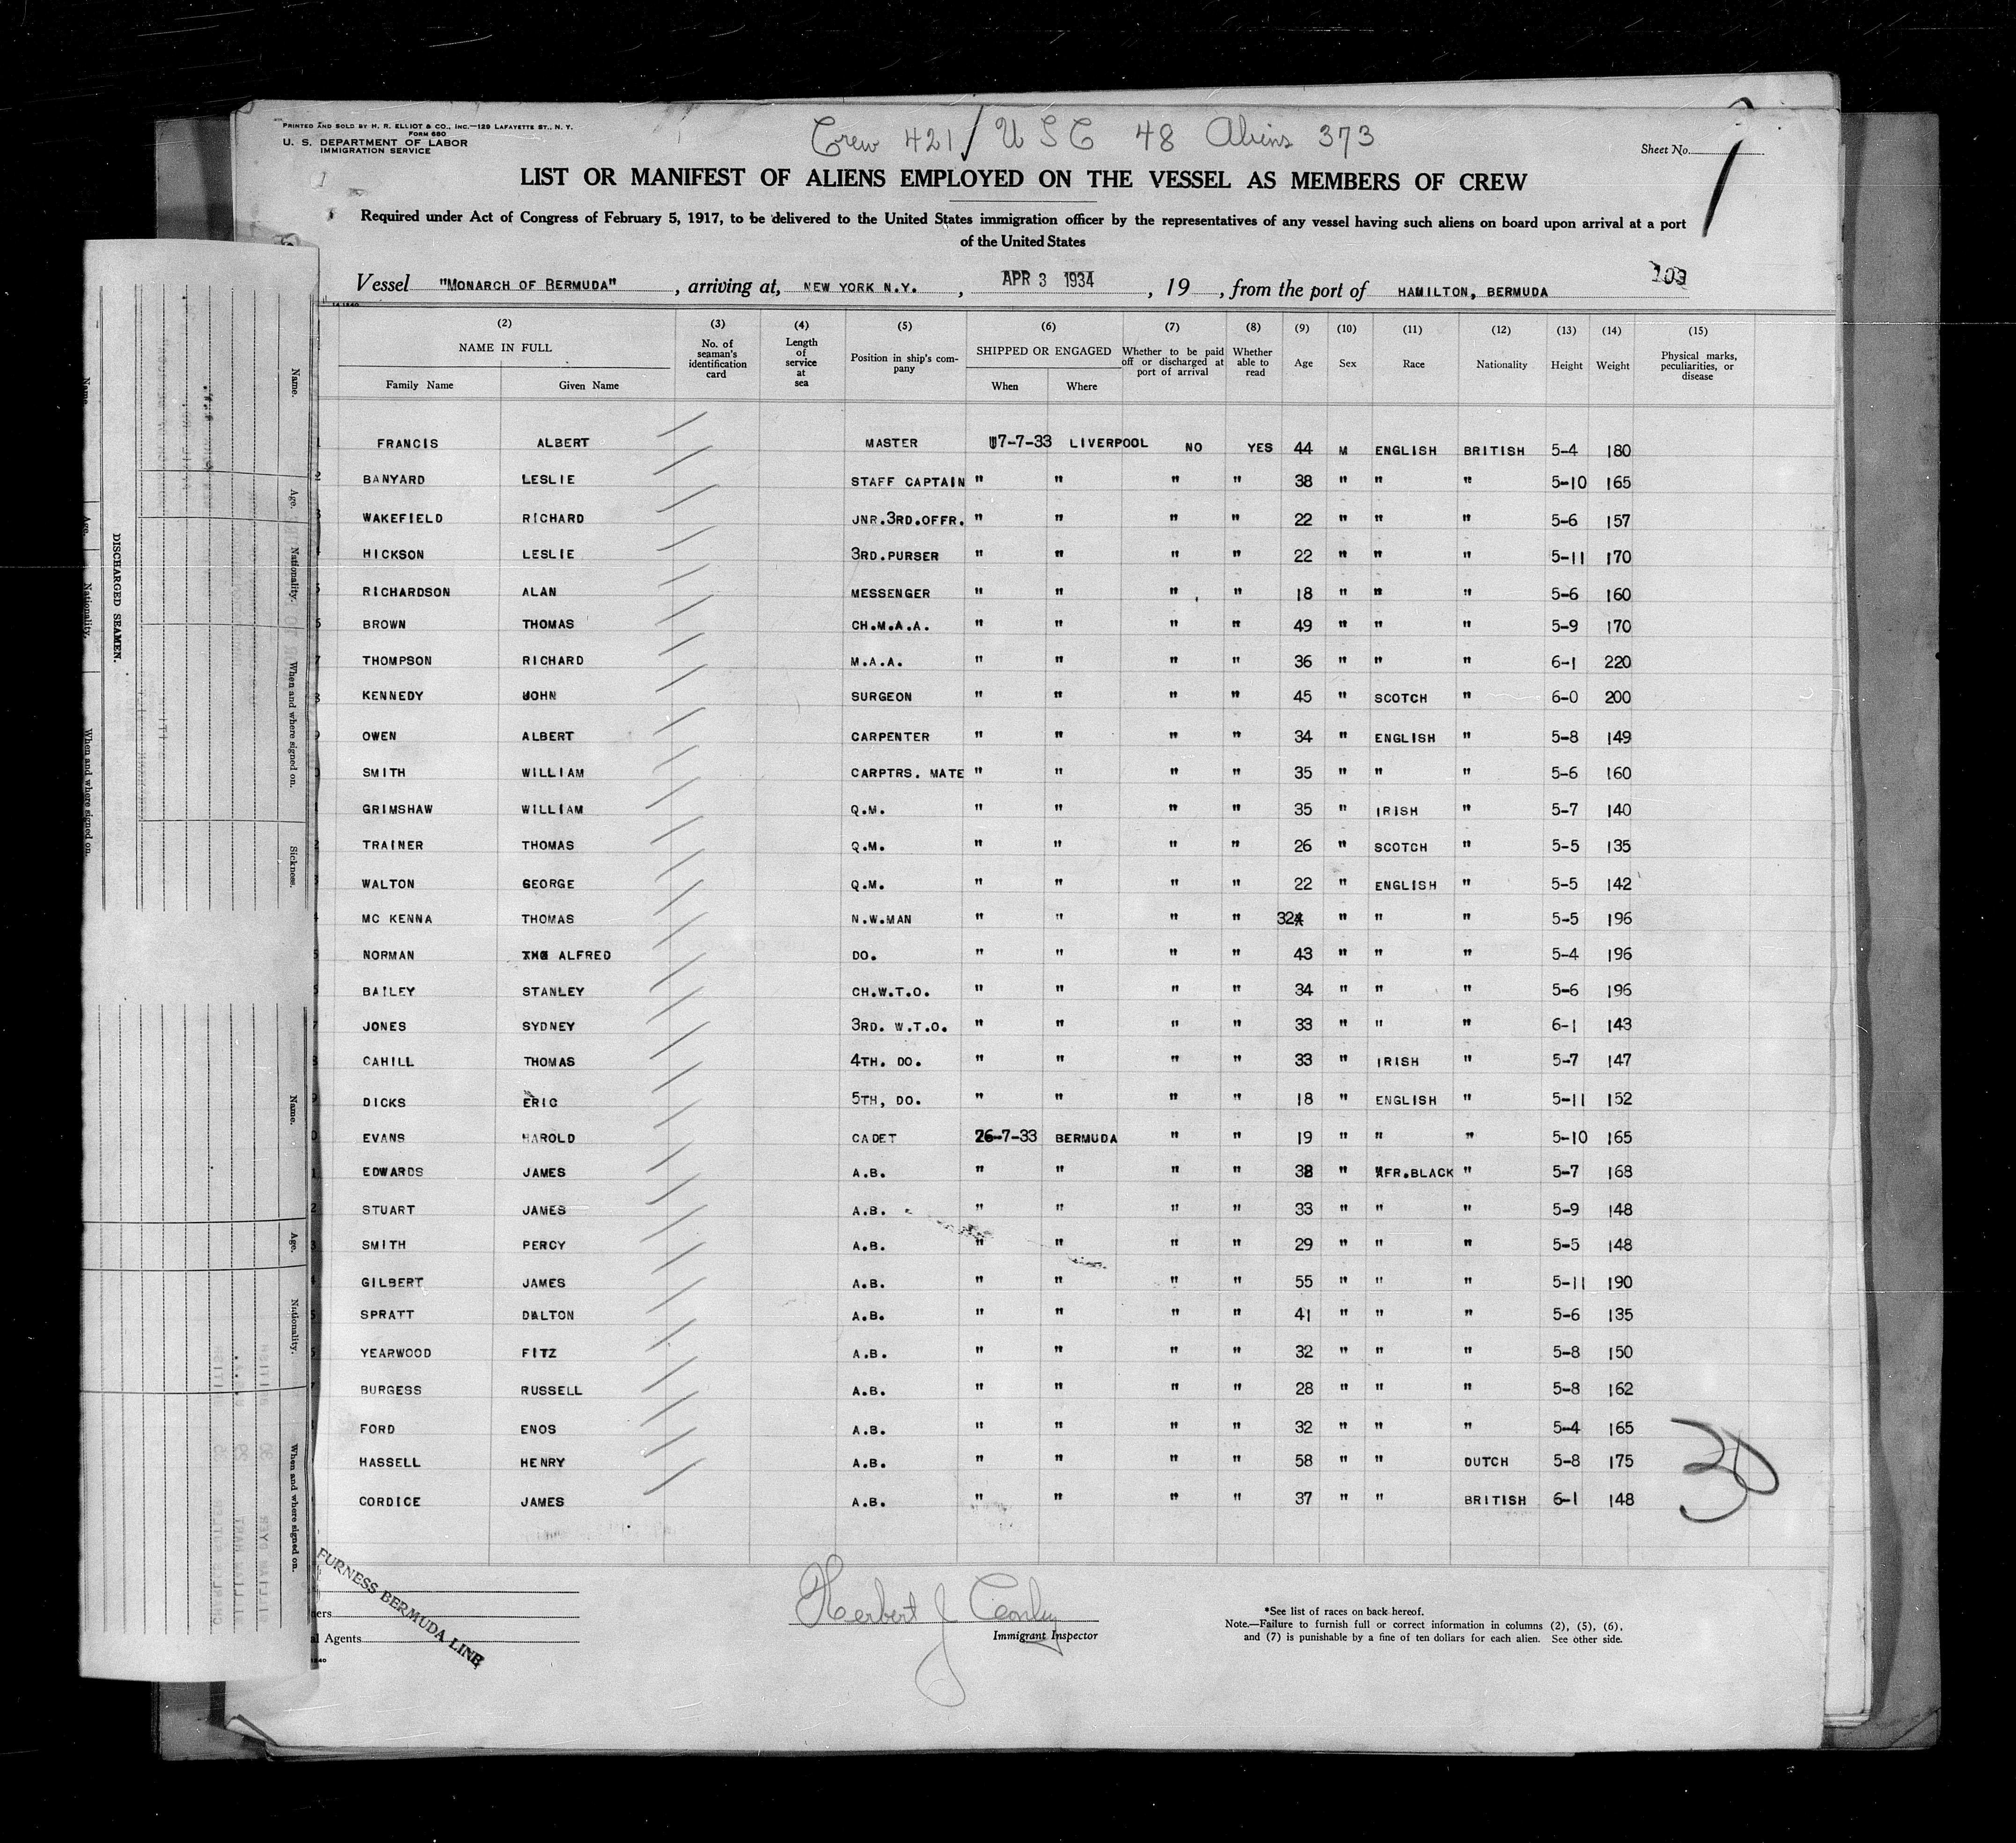 PRINTED AND SOLD BY H. R. ELLIOT & CO., INC.—129 LAFAYETTE ST., N. Y.
FORM 680
U. S. DEPARTMENT OF LABOR
IMMIGRATION SERVICE
Crew 421 / U S C 48 Aliens 373
Sheet No. 1
LIST OR MANIFEST OF ALIENS EMPLOYED ON THE VESSEL AS MEMBERS OF CREW
Required under Act of Congress of February 5, 1917, to be delivered to the United States immigration officer by the representatives of any vessel having such aliens on board upon arrival at a port
of the United States
103
Vessel "MONARCH OF BERMUDA", arriving at, NEW YORK N.Y., APR 3 1934, 19, from the port of HAMILTON, BERMUDA
(2) (3) (4) (5) (6) (7) (8) (9) (10) (11) (12) (13) (14) (15)
NAME IN FULL No. of seaman's identification card Length of service at sea Position in ship's company SHIPPED OR ENGAGED Whether to be paid off or discharged at port of arrival Whether able to read Age Sex Race Nationality Height Weight Physical marks, peculiarities, or disease
Family Name Given Name When Where
FRANCIS ALBERT MASTER 17-7-33 LIVERPOOL NO YES 44 M ENGLISH BRITISH 5-4 180
BANYARD LESLIE STAFF CAPTAIN " " " " 38 " " " 5-10 165
WAKEFIELD RICHARD JNR.3RD.OFFR. " " " " 22 " " " 5-6 157
HICKSON LESLIE 3RD.PURSER " " " " 22 " " " 5-11 170
RICHARDSON ALAN MESSENGER " " " " 18 " " " 5-6 160
BROWN THOMAS CH.M.A.A. " " " " 49 " " " 5-9 170
THOMPSON RICHARD M.A.A. " " " " 36 " " " 6-1 220
KENNEDY JOHN SURGEON " " " " 45 " SCOTCH " 6-0 200
OWEN ALBERT CARPENTER " " " " 34 " ENGLISH " 5-8 149
SMITH WILLIAM CARPTRS. MATE " " " " 35 " " " 5-6 160
GRIMSHAW WILLIAM Q.M. " " " " 35 " IRISH " 5-7 140
TRAINER THOMAS Q.M. " " " " 26 " SCOTCH " 5-5 135
WALTON GEORGE Q.M. " " " " 22 " ENGLISH " 5-5 142
MC KENNA THOMAS N.W.MAN " " " " 32 " " " 5-5 196
NORMAN ALFRED DO. " " " " 43 " " " 5-4 196
BAILEY STANLEY CH.W.T.O. " " " " 34 " " " 5-6 196
JONES SYDNEY 3RD. W.T.O. " " " " 33 " " " 6-1 143
CAHILL THOMAS 4TH. DO. " " " " 33 " IRISH " 5-7 147
DICKS ERIC 5TH, DO. " " " " 18 " ENGLISH " 5-11 152
EVANS HAROLD CADET 26-7-33 BERMUDA " " 19 " " " 5-10 165
EDWARDS JAMES A.B. " " " " 38 " AFR.BLACK " 5-7 168
STUART JAMES A.B. " " " " 33 " " " 5-9 148
SMITH PERCY A.B. " " " " 29 " " " 5-5 148
GILBERT JAMES A.B. " " " " 55 " " " 5-11 190
SPRATT DALTON A.B. " " " " 41 " " " 5-6 135
YEARWOOD FITZ A.B. " " " " 32 " " " 5-8 150
BURGESS RUSSELL A.B. " " " " 28 " " " 5-8 162
FORD ENOS A.B. " " " " 32 " " " 5-4 165
HASSELL HENRY A.B. " " " " 58 " " DUTCH 5-8 175
CORDICE JAMES A.B. " " " " 37 " " BRITISH 6-1 148
30
FURNESS BERMUDA LINE
Agents
Herbert J
Immigrant Inspector
*See list of races on back hereof.
Note.—Failure to furnish full or correct information in columns (2), (5), (6),
and (7) is punishable by a fine of ten dollars for each alien. See other side.
DISCHARGED SEAMEN.
Name. Age. Nationality. When and where signed on. Sickness.
Name. Age. Nationality. When and where signed on.
Name Age. Nationality. When and where signed on.